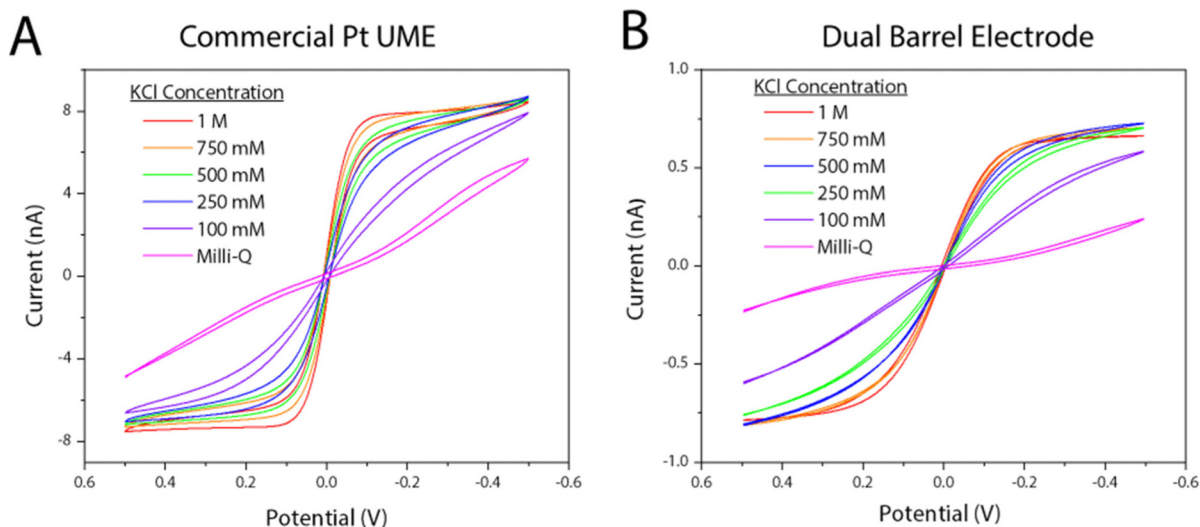 A
Commercial Pt UME
KCl Concentration
1 M
750 mM
500 mM
250 mM
100 mM
Milli-Q
8
4
0
-4
-8
Current (nA)
0.6
0.4
0.2
0.0
-0.2
-0.4
-0.6
Potential (V)
B
Dual Barrel Electrode
KCl Concentration
1 M
750 mM
500 mM
250 mM
100 mM
Milli-Q
1.0
0.5
0.0
-0.5
-1.0
Current (nA)
0.6
0.4
0.2
0.0
-0.2
-0.4
-0.6
Potential (V)